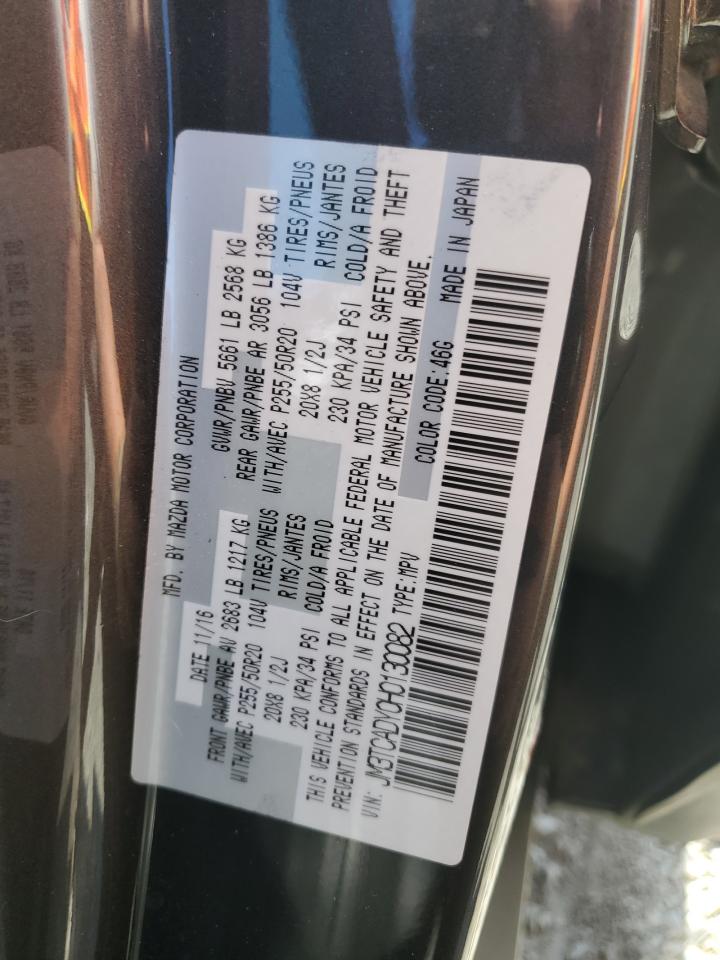 MFD. BY MAZDA MOTOR CORPORATION
DATE 11/16 GVWR/PNBV 5661 LB 2568 KG
FRONT GAWR/PNBE AV 2683 LB 1217 KG REAR GAWR/PNBE AR 3056 LB 1386 KG
WITH/AVEC P255/50R20 104V TIRES/PNEUS WITH/AVEC P255/50R20 104V TIRES/PNEUS
20X8 1/2J RIMS/JANTES 20X8 1/2J RIMS/JANTES
230 KPA/34 PSI COLD/A FROID 230 KPA/34 PSI COLD/A FROID
THIS VEHICLE CONFORMS TO ALL APPLICABLE FEDERAL MOTOR VEHICLE SAFETY AND THEFT
PREVENTION STANDARDS IN EFFECT ON THE DATE OF MANUFACTURE SHOWN ABOVE.
VIN: JM3TCADY0H0130082 TYPE:MPV COLOR CODE:46G MADE IN JAPAN